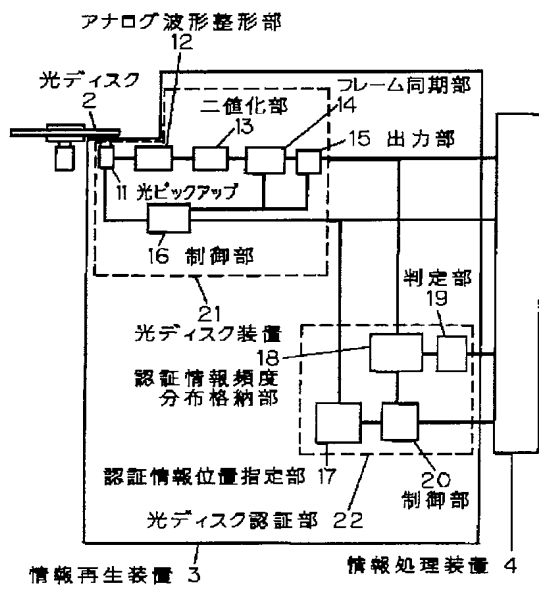 アナログ波形整形部
12
光ディスク
2
フレーム同期部
二値化部
14
13
15 出力部
11 光ピックアップ
16 制御部
21
判定部
19
光ディスク装置
18
認証情報頻度
分布格納部
認証情報位置指定部 17
20
制御部
光ディスク認証部 22
情報再生装置 3
情報処理装置 4